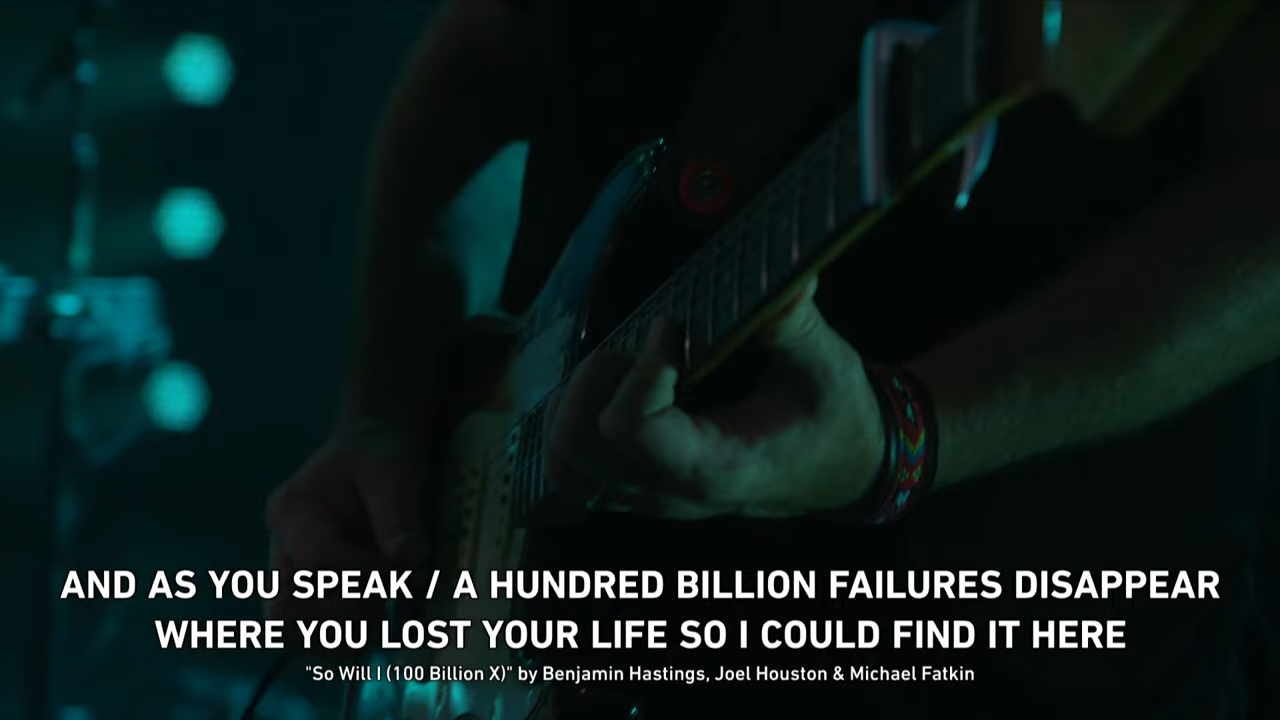 AND AS YOU SPEAK / A HUNDRED BILLION FAILURES DISAPPEAR
WHERE YOU LOST YOUR LIFE SO I COULD FIND IT HERE
"So Will I (100 Billion X)" by Benjamin Hastings, Joel Houston & Michael Fatkin